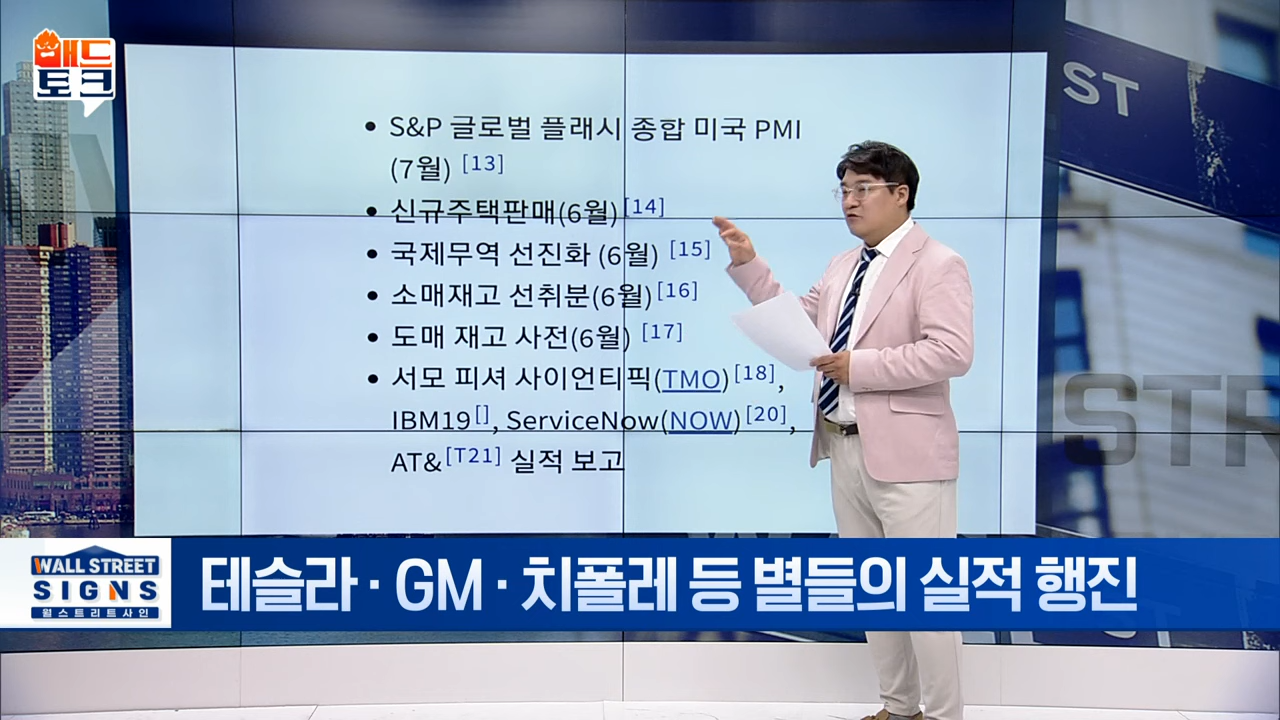 매드
토크
ST
• S&P 글로벌 플래시 종합 미국 PMI
(7월) [13]
• 신규주택판매(6월)[14]
• 국제무역 선진화 (6월) [15]
• 소매재고 선취분(6월)[16]
• 도매 재고 사전(6월) [17]
• 서모 피셔 사이언티픽(TMO)[18],
IBM19[], ServiceNow(NOW)[20],
AT&[T21] 실적 보고
STR
WALL STREET
SIGNS
월스트리트사인
테슬라· GM · 치폴레 등 별들의 실적 행진